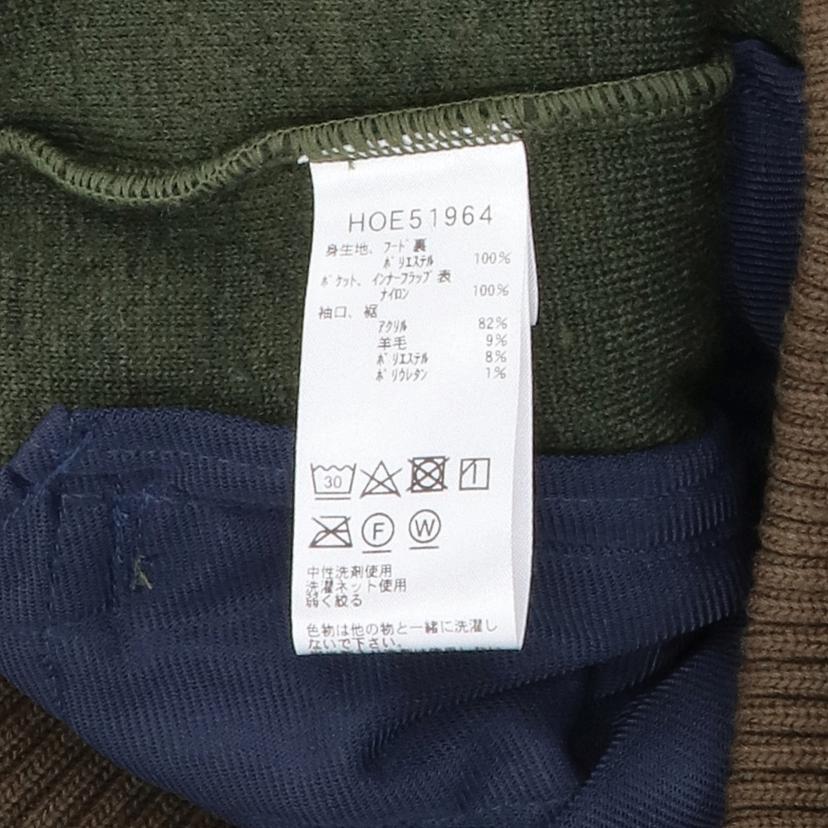 HOE51964
身生地、フード裏
ポリエステル 100%
ポケット、インナーフラップ表
ナイロン 100%
袖口、裾
アクリル 82%
羊毛 9%
ポリエステル 8%
ポリウレタン 1%
30
F W
中性洗剤使用
洗濯ネット使用
弱く絞る
色物は他の物と一緒に洗濯し
ないで下さい。